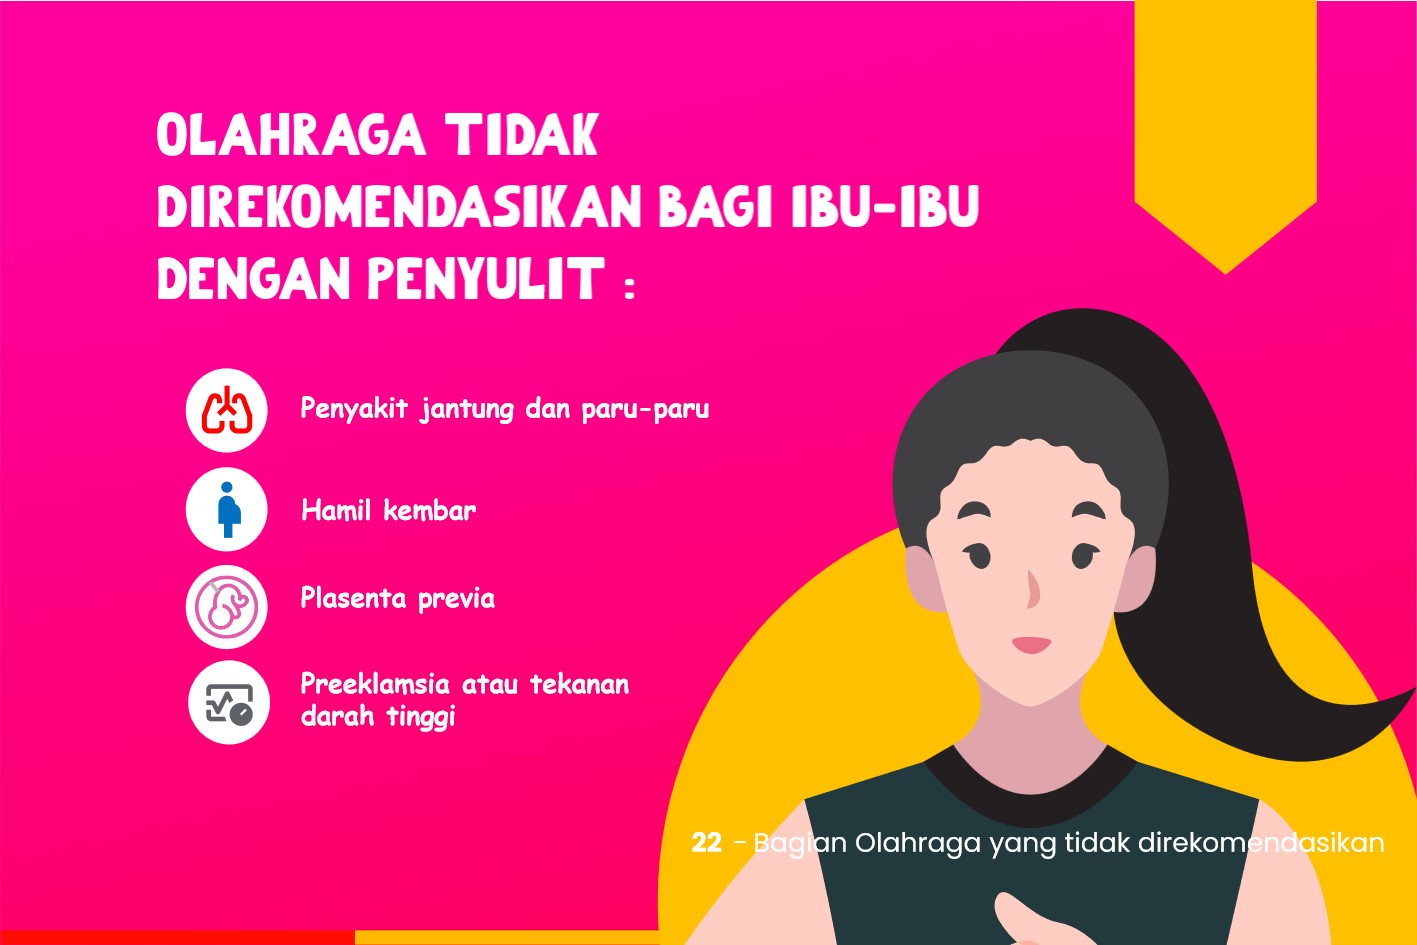 OLAHRAGA TIDAK
DIREKOMENDASIKAN BAGI IBU-IBU
DENGAN PENYULIT :
Penyakit jantung dan paru-paru
Hamil kembar
Plasenta previa
Preeklamsia atau tekanan
darah tinggi
22 - Bagian Olahraga yang tidak direkomendasikan